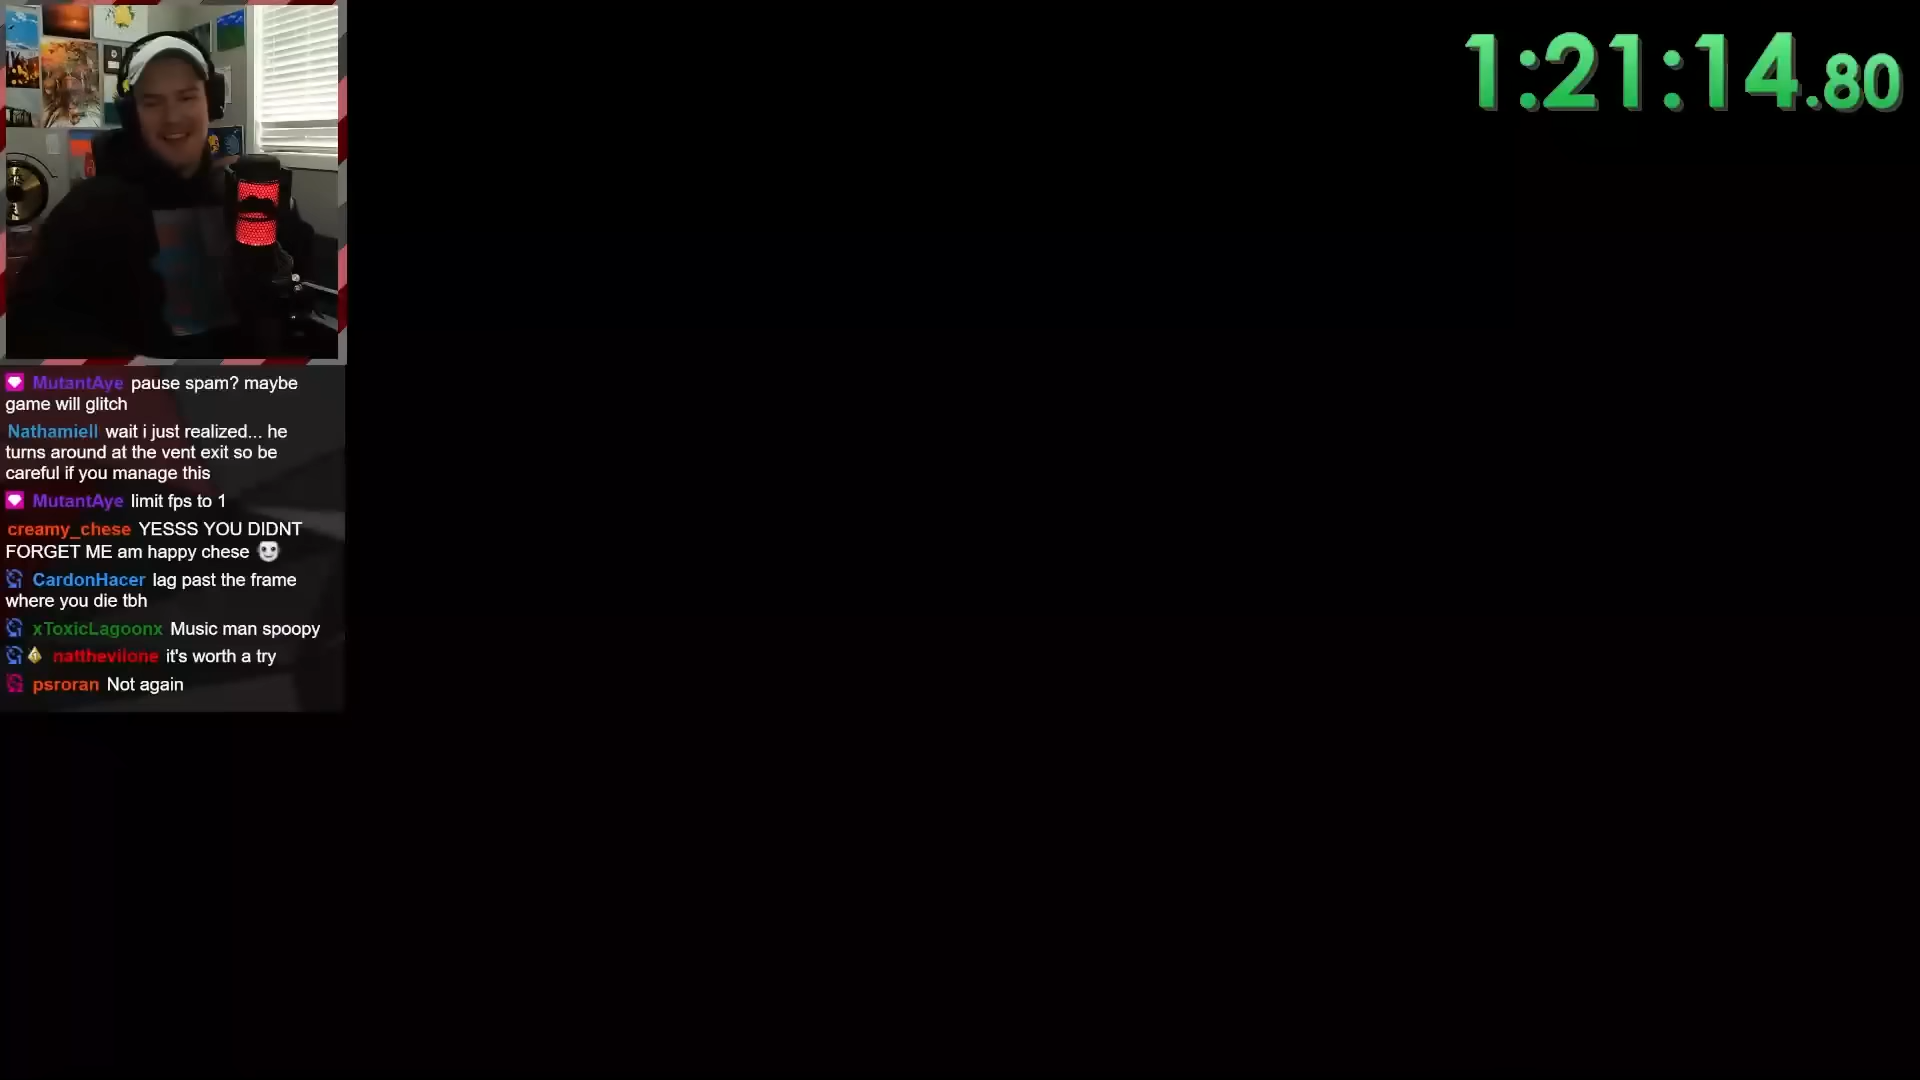 1:21:14.80
MutantAye pause spam? maybe
game will glitch
Nathamiell wait i just realized... he
turns around at the vent exit so be
careful if you manage this
MutantAye limit fps to 1
creamy_chese YESSS YOU DIDNT
FORGET ME am happy chese
CardonHacer lag past the frame
where you die tbh
xToxicLagoonx Music man spoopy
natthevilone it's worth a try
psroran Not again